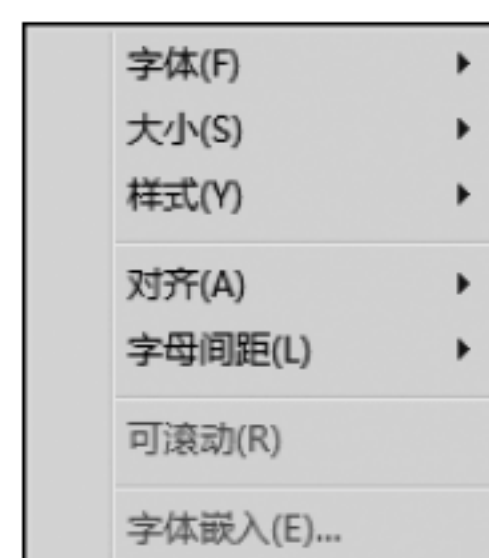 字体(F)
大小(S)
样式(Y)
对齐(A)
字母间距(L)
可滚动(R)
字体嵌入(E)...